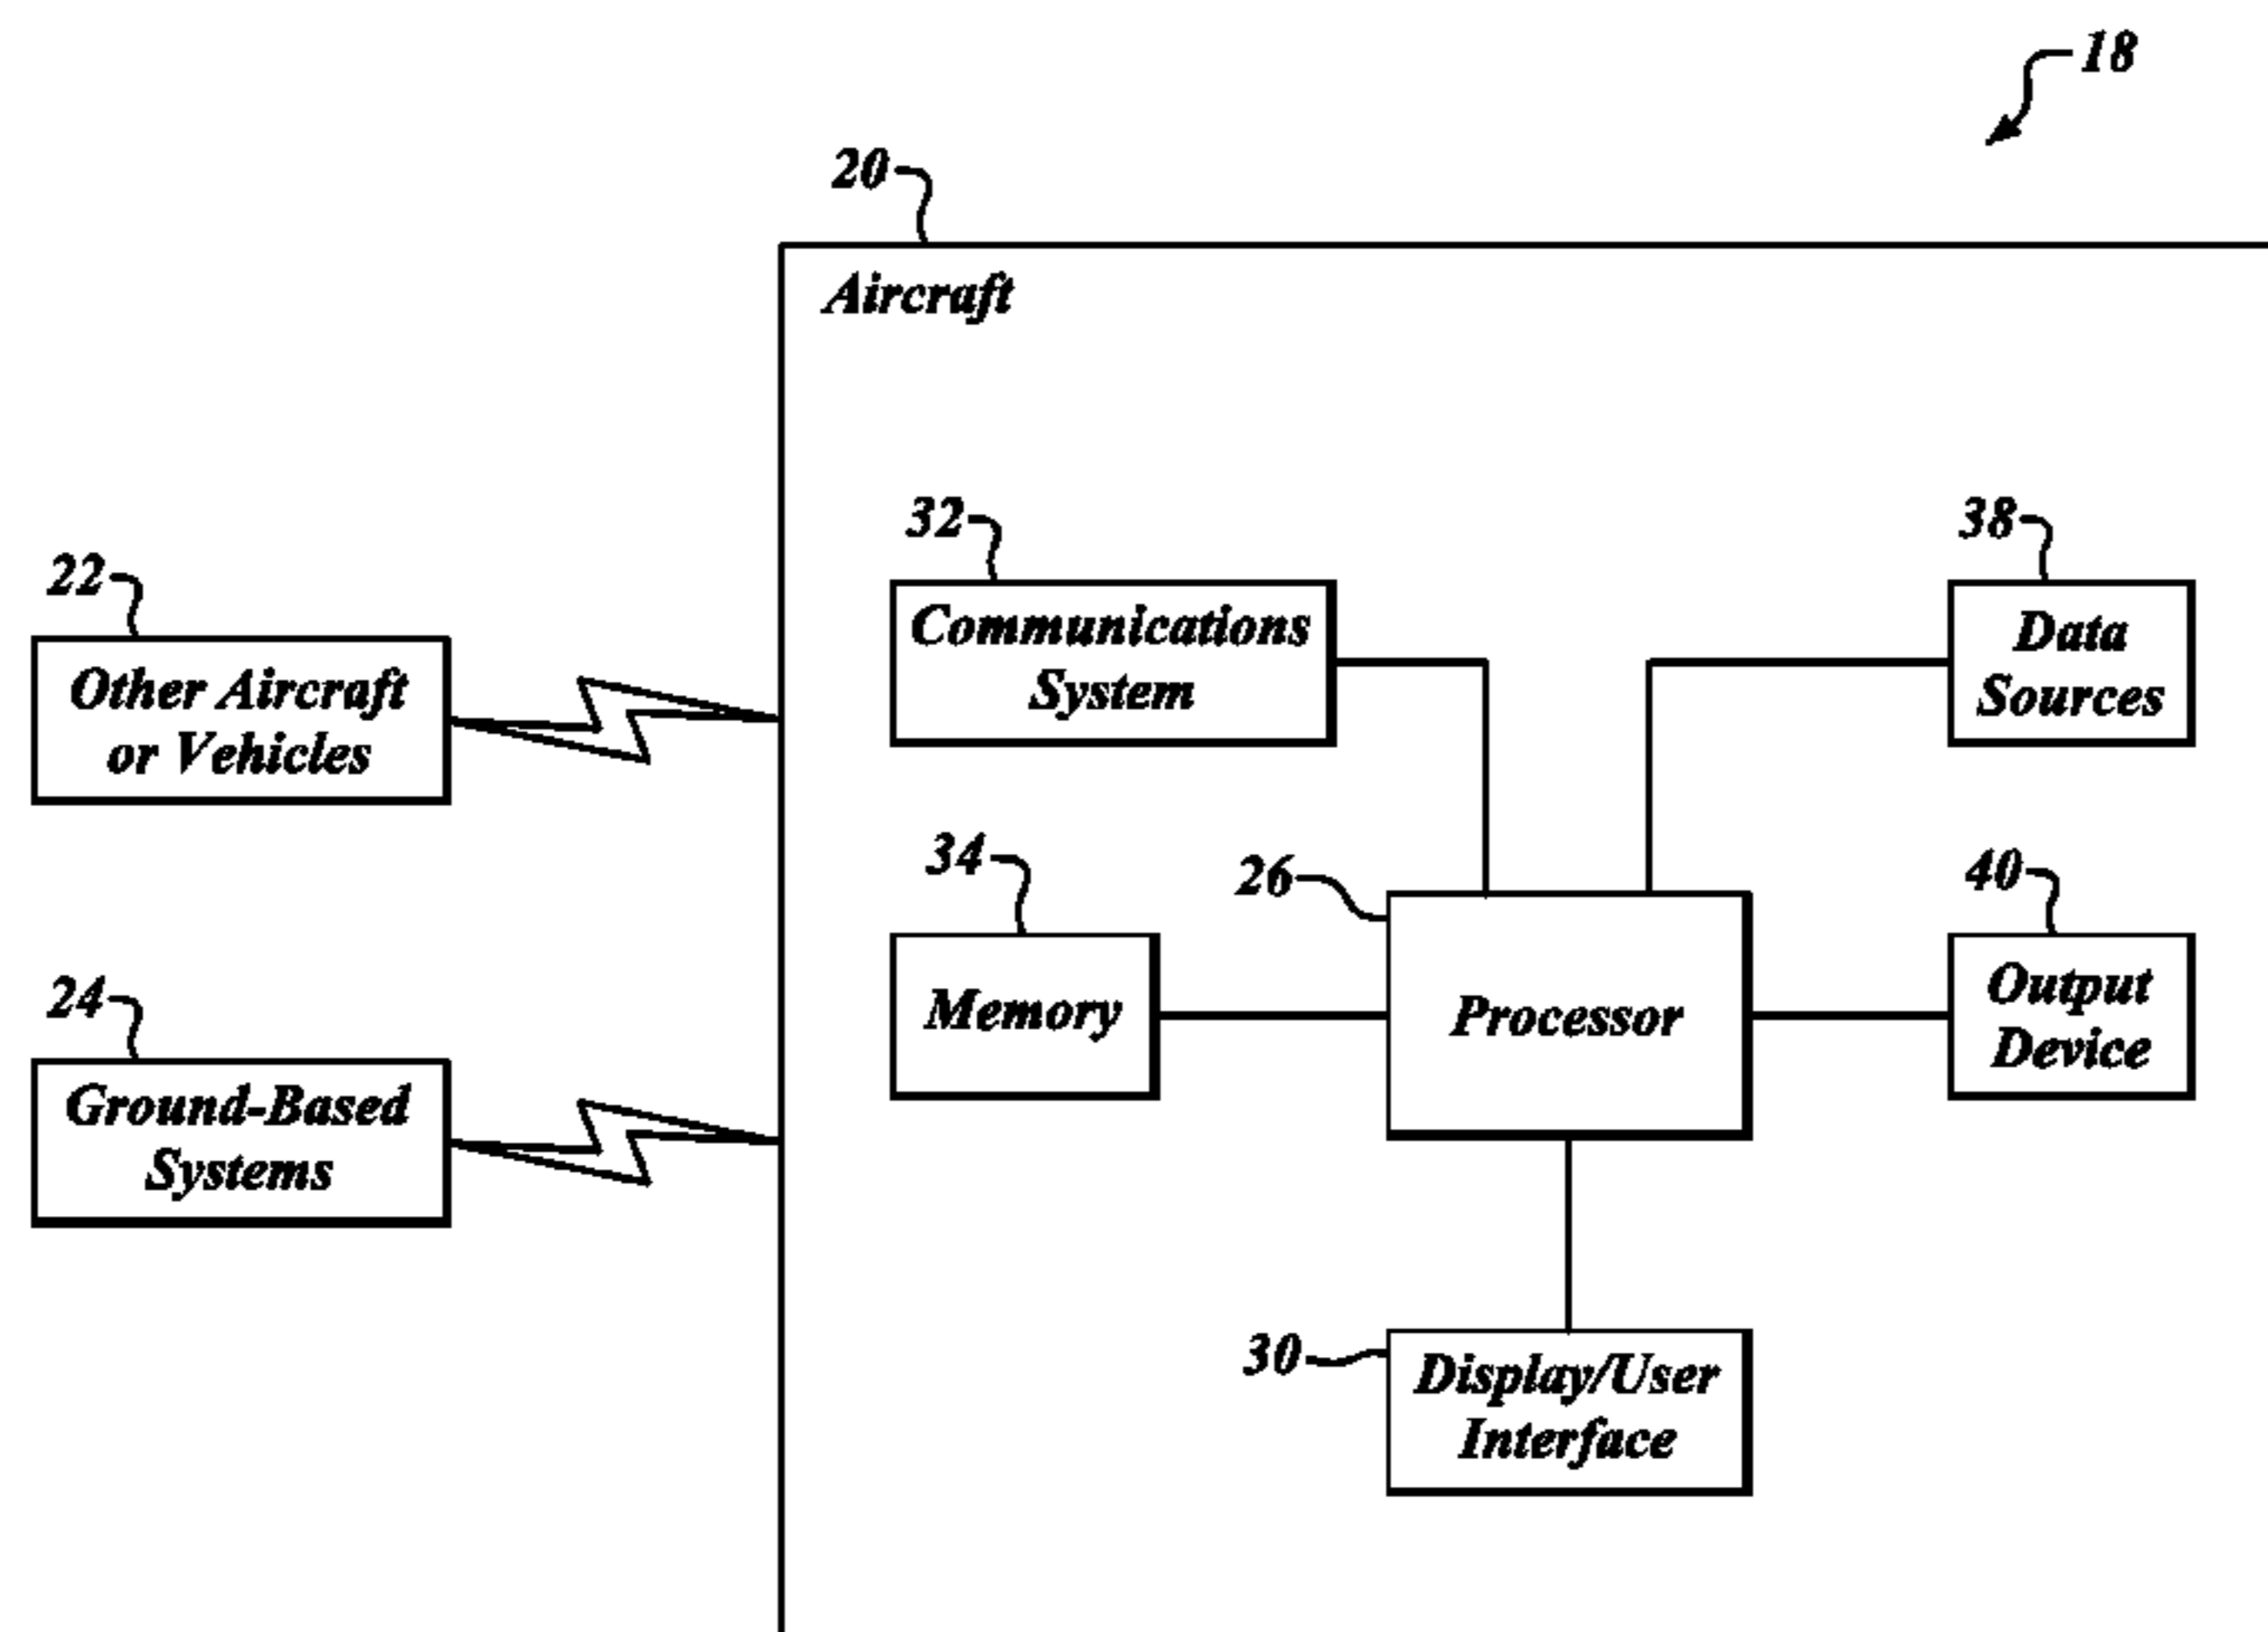 18
20
Aircraft
32
38
22
Communications
System
Data
Sources
Other Aircraft
or Vehicles
34
26
40
24
Memory
Processor
Output
Device
Ground-Based
Systems
30
Display/User
Interface